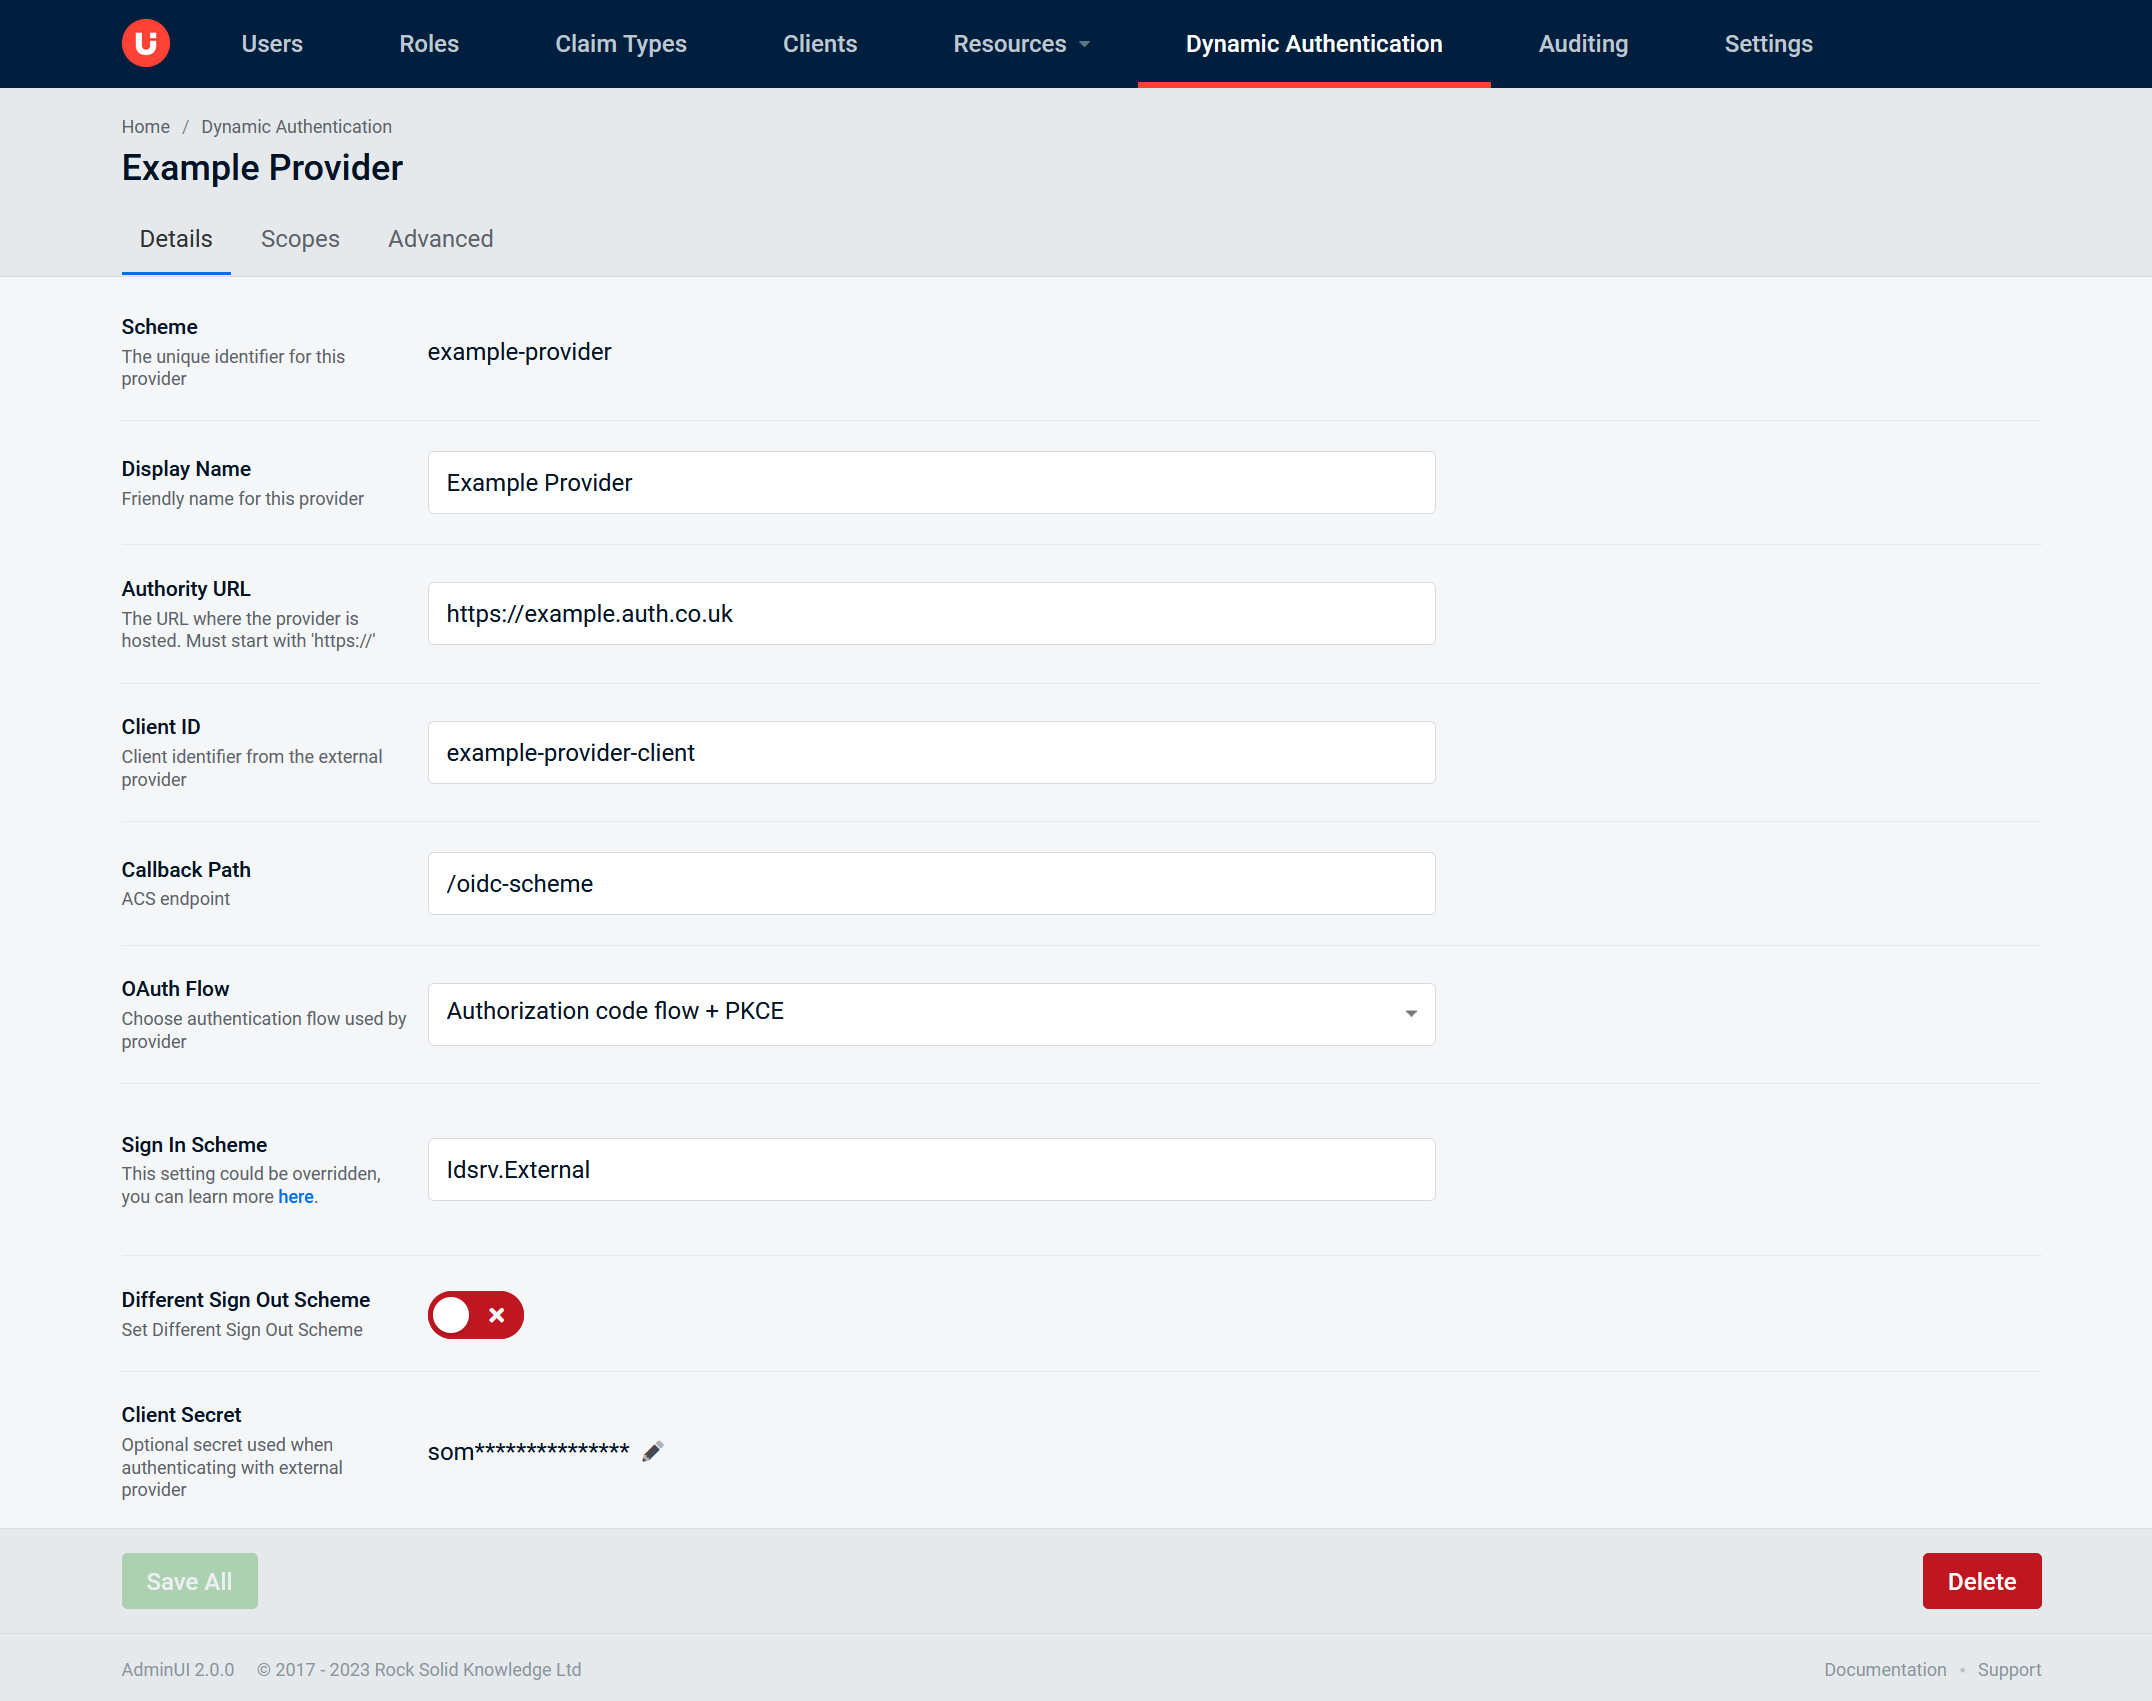 Users Roles Claim Types Clients Resources Dynamic Authentication Auditing Settings
Home / Dynamic Authentication
Example Provider
Details Scopes Advanced
Scheme
The unique identifier for this
provider
example-provider
Display Name
Friendly name for this provider
Example Provider
Authority URL
The URL where the provider is
hosted. Must start with 'https://'
https://example.auth.co.uk
Client ID
Client identifier from the external
provider
example-provider-client
Callback Path
ACS endpoint
/oidc-scheme
OAuth Flow
Choose authentication flow used by
provider
Authorization code flow + PKCE
Sign In Scheme
This setting could be overridden,
you can learn more here.
Idsrv.External
Different Sign Out Scheme
Set Different Sign Out Scheme
Client Secret
Optional secret used when
authenticating with external
provider
som***************
Save All Delete
AdminUI 2.0.0 © 2017 - 2023 Rock Solid Knowledge Ltd Documentation • Support